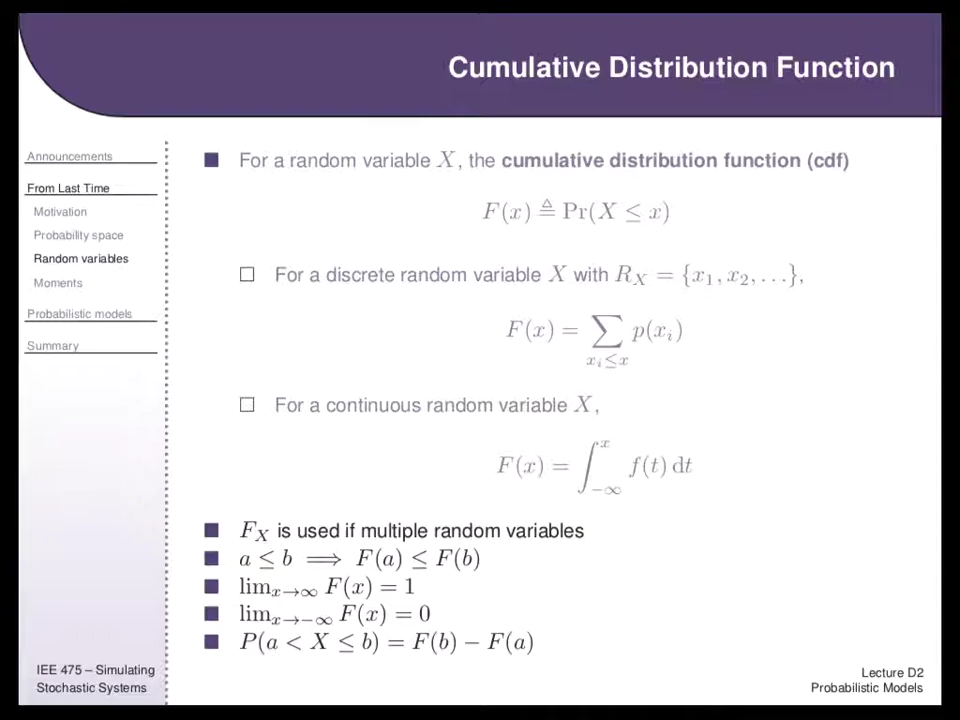 Cumulative Distribution Function
Announcements
From Last Time
Motivation
Probability space
Random variables
Moments
Probabilistic models
Summary
For a random variable X, the cumulative distribution function (cdf)
F(x) ≜ Pr(X ≤ x)
For a discrete random variable X with R_X = {x_1, x_2, ...},
F(x) = ∑_{x_i ≤ x} p(x_i)
For a continuous random variable X,
F(x) = ∫_{−∞}^{x} f(t) dt
F_X is used if multiple random variables
a ≤ b ⟹ F(a) ≤ F(b)
lim_{x→∞} F(x) = 1
lim_{x→−∞} F(x) = 0
P(a < X ≤ b) = F(b) − F(a)
IEE 475 – Simulating
Stochastic Systems
Lecture D2
Probabilistic Models